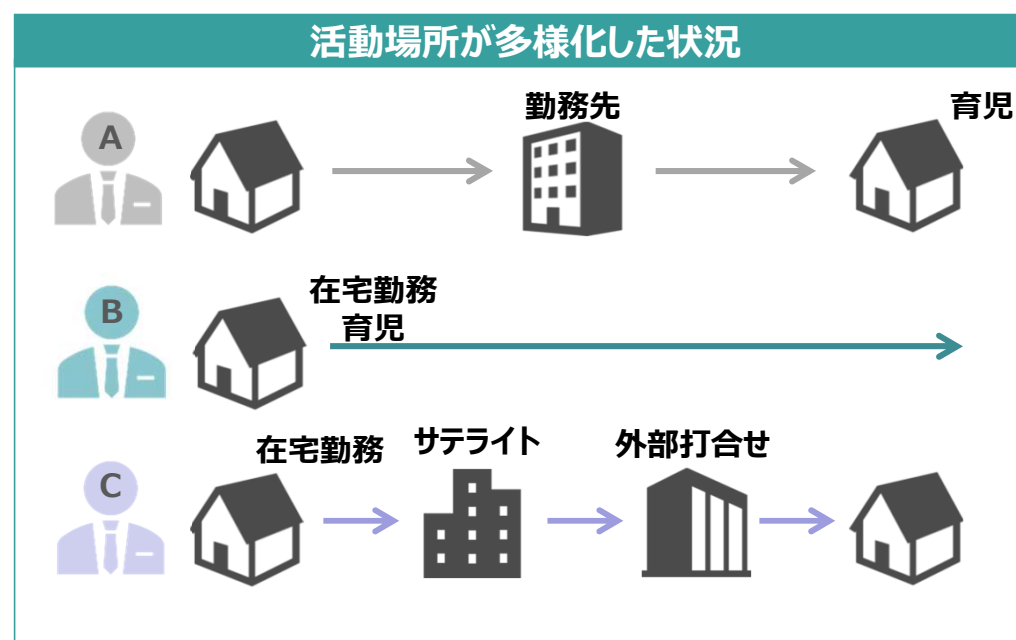 活動場所が多様化した状況
A
勤務先
育児
B
在宅勤務
育児
C
在宅勤務
サテライト
外部打合せ